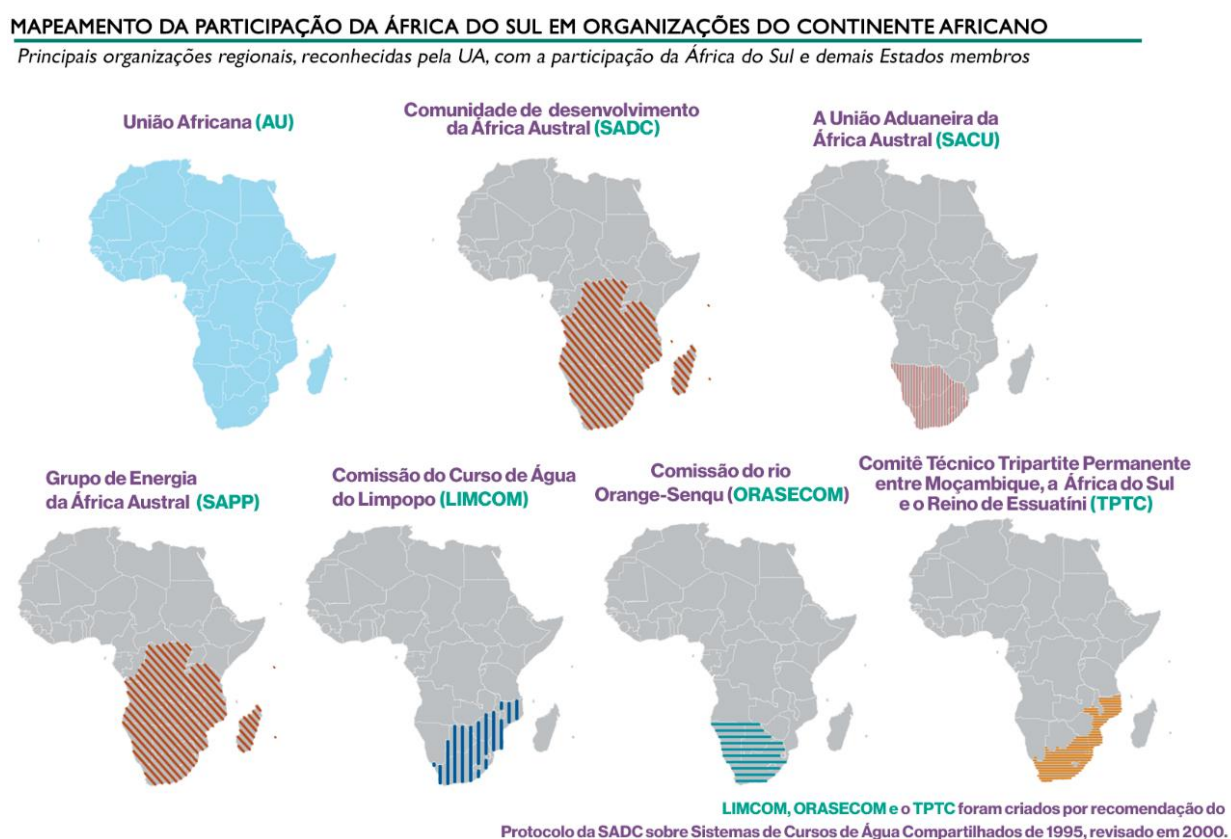 MAPEAMENTO DA PARTICIPAÇÃO DA ÁFRICA DO SUL EM ORGANIZAÇÕES DO CONTINENTE AFRICANO
Principais organizações regionais, reconhecidas pela UA, com a participação da África do Sul e demais Estados membros
União Africana (AU)
Comunidade de desenvolvimento
da África Austral (SADC)
A União Aduaneira da
África Austral (SACU)
Grupo de Energia
da África Austral (SAPP)
Comissão do Curso de Água
do Limpopo (LIMCOM)
Comissão do rio
Orange-Senqu (ORASECOM)
Comitê Técnico Tripartite Permanente
entre Moçambique, a África do Sul
e o Reino de Essuatíni (TPTC)
LIMCOM, ORASECOM e o TPTC foram criados por recomendação do
Protocolo da SADC sobre Sistemas de Cursos de Água Compartilhados de 1995, revisado em 2000.